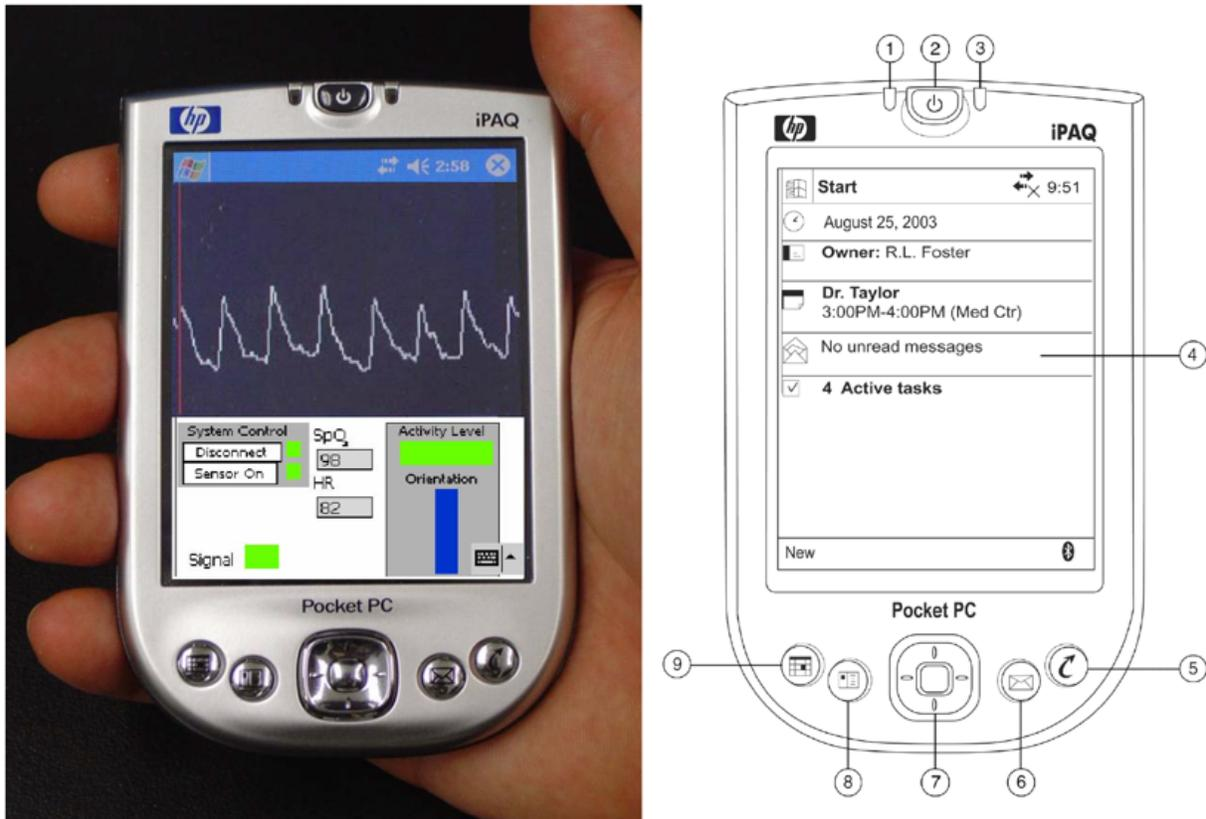 hp
iPAQ
2:58
System Control
Disconnect
Sensor On
SpO2
98
HR
82
Activity Level
Orientation
Signal
Pocket PC
1
2
3
hp
iPAQ
Start
9:51
August 25, 2003
Owner: R.L. Foster
Dr. Taylor
3:00PM-4:00PM (Med Ctr)
No unread messages
4
4 Active tasks
New
Pocket PC
9
5
8
7
6